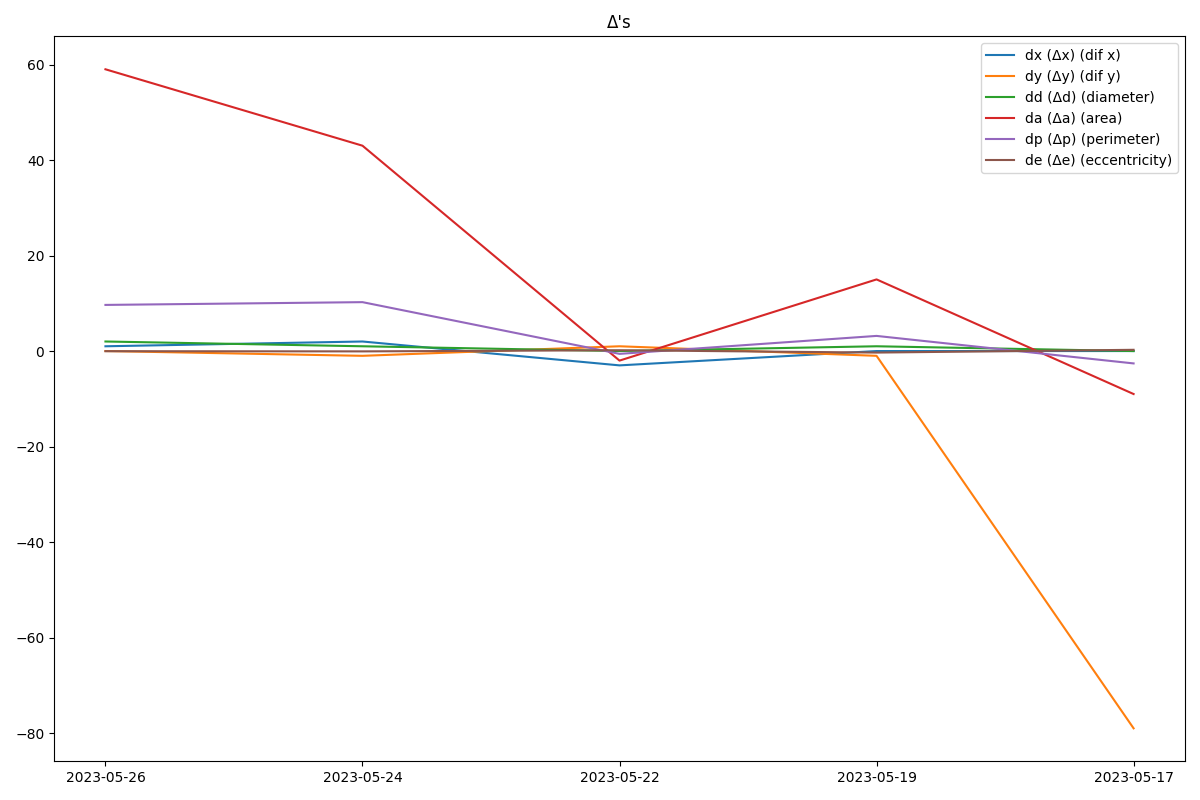 Δ's
dx (Δx) (dif x)
dy (Δy) (dif y)
dd (Δd) (diameter)
da (Δa) (area)
dp (Δp) (perimeter)
de (Δe) (eccentricity)
60
40
20
0
−20
−40
−60
−80
2023-05-26
2023-05-24
2023-05-22
2023-05-19
2023-05-17